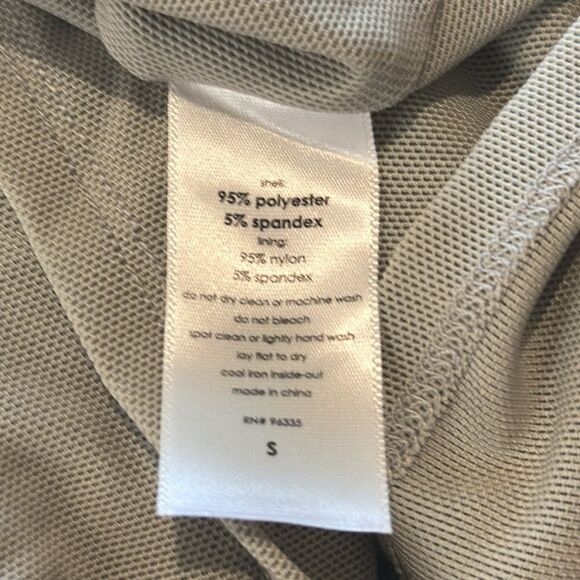 shell:
95% polyester
5% spandex
lining:
95% nylon
5% spandex
do not dry clean or machine wash
do not bleach
spot clean or lightly hand wash
lay flat to dry
cool iron inside-out
made in china
RN# 96335
S